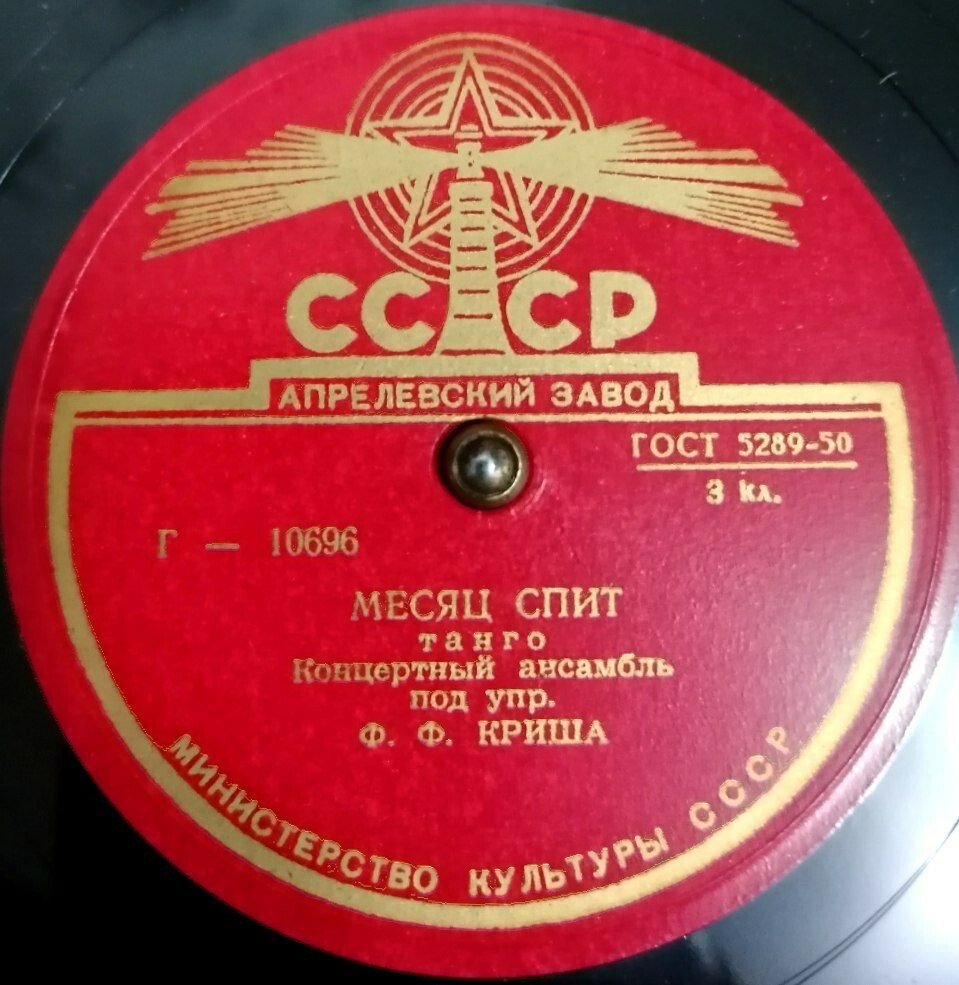 СССР
АПРЕЛЕВСКИЙ ЗАВОД
ГОСТ 5289-50
3 кл.
Г — 10696
МЕСЯЦ СПИТ
танго
Концертный ансамбль
под упр.
Ф. Ф. КРИША
МИНИСТЕРСТВО КУЛЬТУРЫ СССР